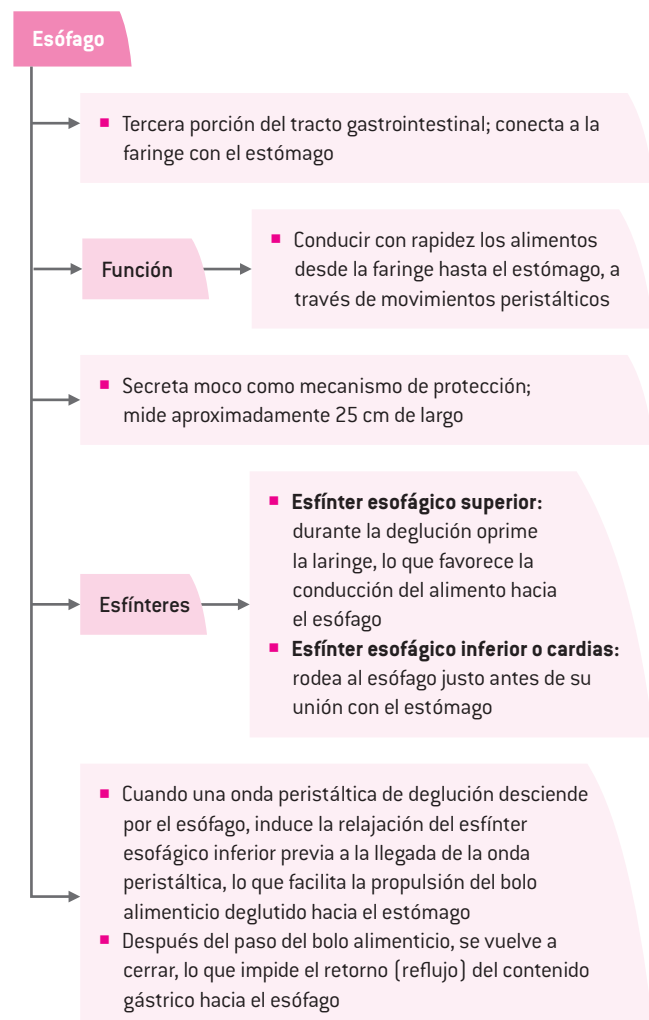 Esófago
▪ Tercera porción del tracto gastrointestinal; conecta a la
faringe con el estómago
Función
▪ Conducir con rapidez los alimentos
desde la faringe hasta el estómago, a
través de movimientos peristálticos
▪ Secreta moco como mecanismo de protección;
mide aproximadamente 25 cm de largo
Esfínteres
▪ Esfínter esofágico superior:
durante la deglución oprime
la laringe, lo que favorece la
conducción del alimento hacia
el esófago
▪ Esfínter esofágico inferior o cardias:
rodea al esófago justo antes de su
unión con el estómago
▪ Cuando una onda peristáltica de deglución desciende
por el esófago, induce la relajación del esfínter
esofágico inferior previa a la llegada de la onda
peristáltica, lo que facilita la propulsión del bolo
alimenticio deglutido hacia el estómago
▪ Después del paso del bolo alimenticio, se vuelve a
cerrar, lo que impide el retorno (reflujo) del contenido
gástrico hacia el esófago